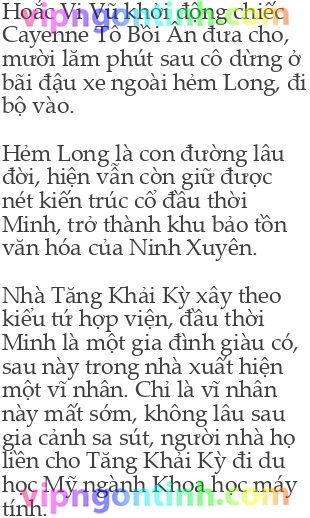 Hoắc Vi Vũ khởi động chiếc
Cayenne Tô Bồi Ân đưa cho,
mười lăm phút sau cô dừng ở
bãi đậu xe ngoài hẻm Long, đi
bộ vào.
Hẻm Long là con đường lâu
đời, hiện vẫn còn giữ được
nét kiến trúc cổ đầu thời
Minh, trở thành khu bảo tồn
văn hóa của Ninh Xuyên.
Nhà Tăng Khải Kỳ xây theo
kiểu tứ hợp viện, đầu thời
Minh là một gia đình giàu có,
sau này trong nhà xuất hiện
một vĩ nhân. Chỉ là vĩ nhân
này mất sớm, không lâu sau
gia cảnh sa sút, người nhà họ
liền cho Tăng Khải Kỳ đi du
học Mỹ ngành Khoa học máy
tính.
vipngontinh.com
vipngontinh.com